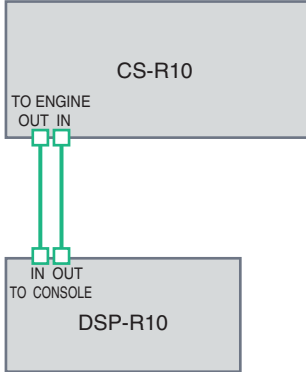 CS-R10
TO ENGINE
OUT IN
IN OUT
TO CONSOLE
DSP-R10